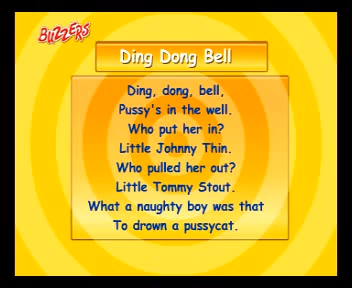 BUZZERS
Ding Dong Bell
Ding, dong, bell,
Pussy's in the well.
Who put her in?
Little Johnny Thin.
Who pulled her out?
Little Tommy Stout.
What a naughty boy was that
To drown a pussycat.